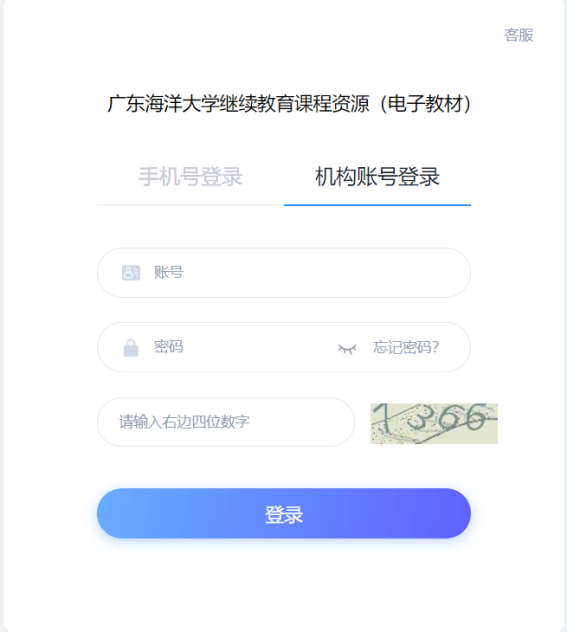 客服
广东海洋大学继续教育课程资源（电子教材）
手机号登录 机构账号登录
账号
密码 忘记密码?
请输入右边四位数字 1366
登录